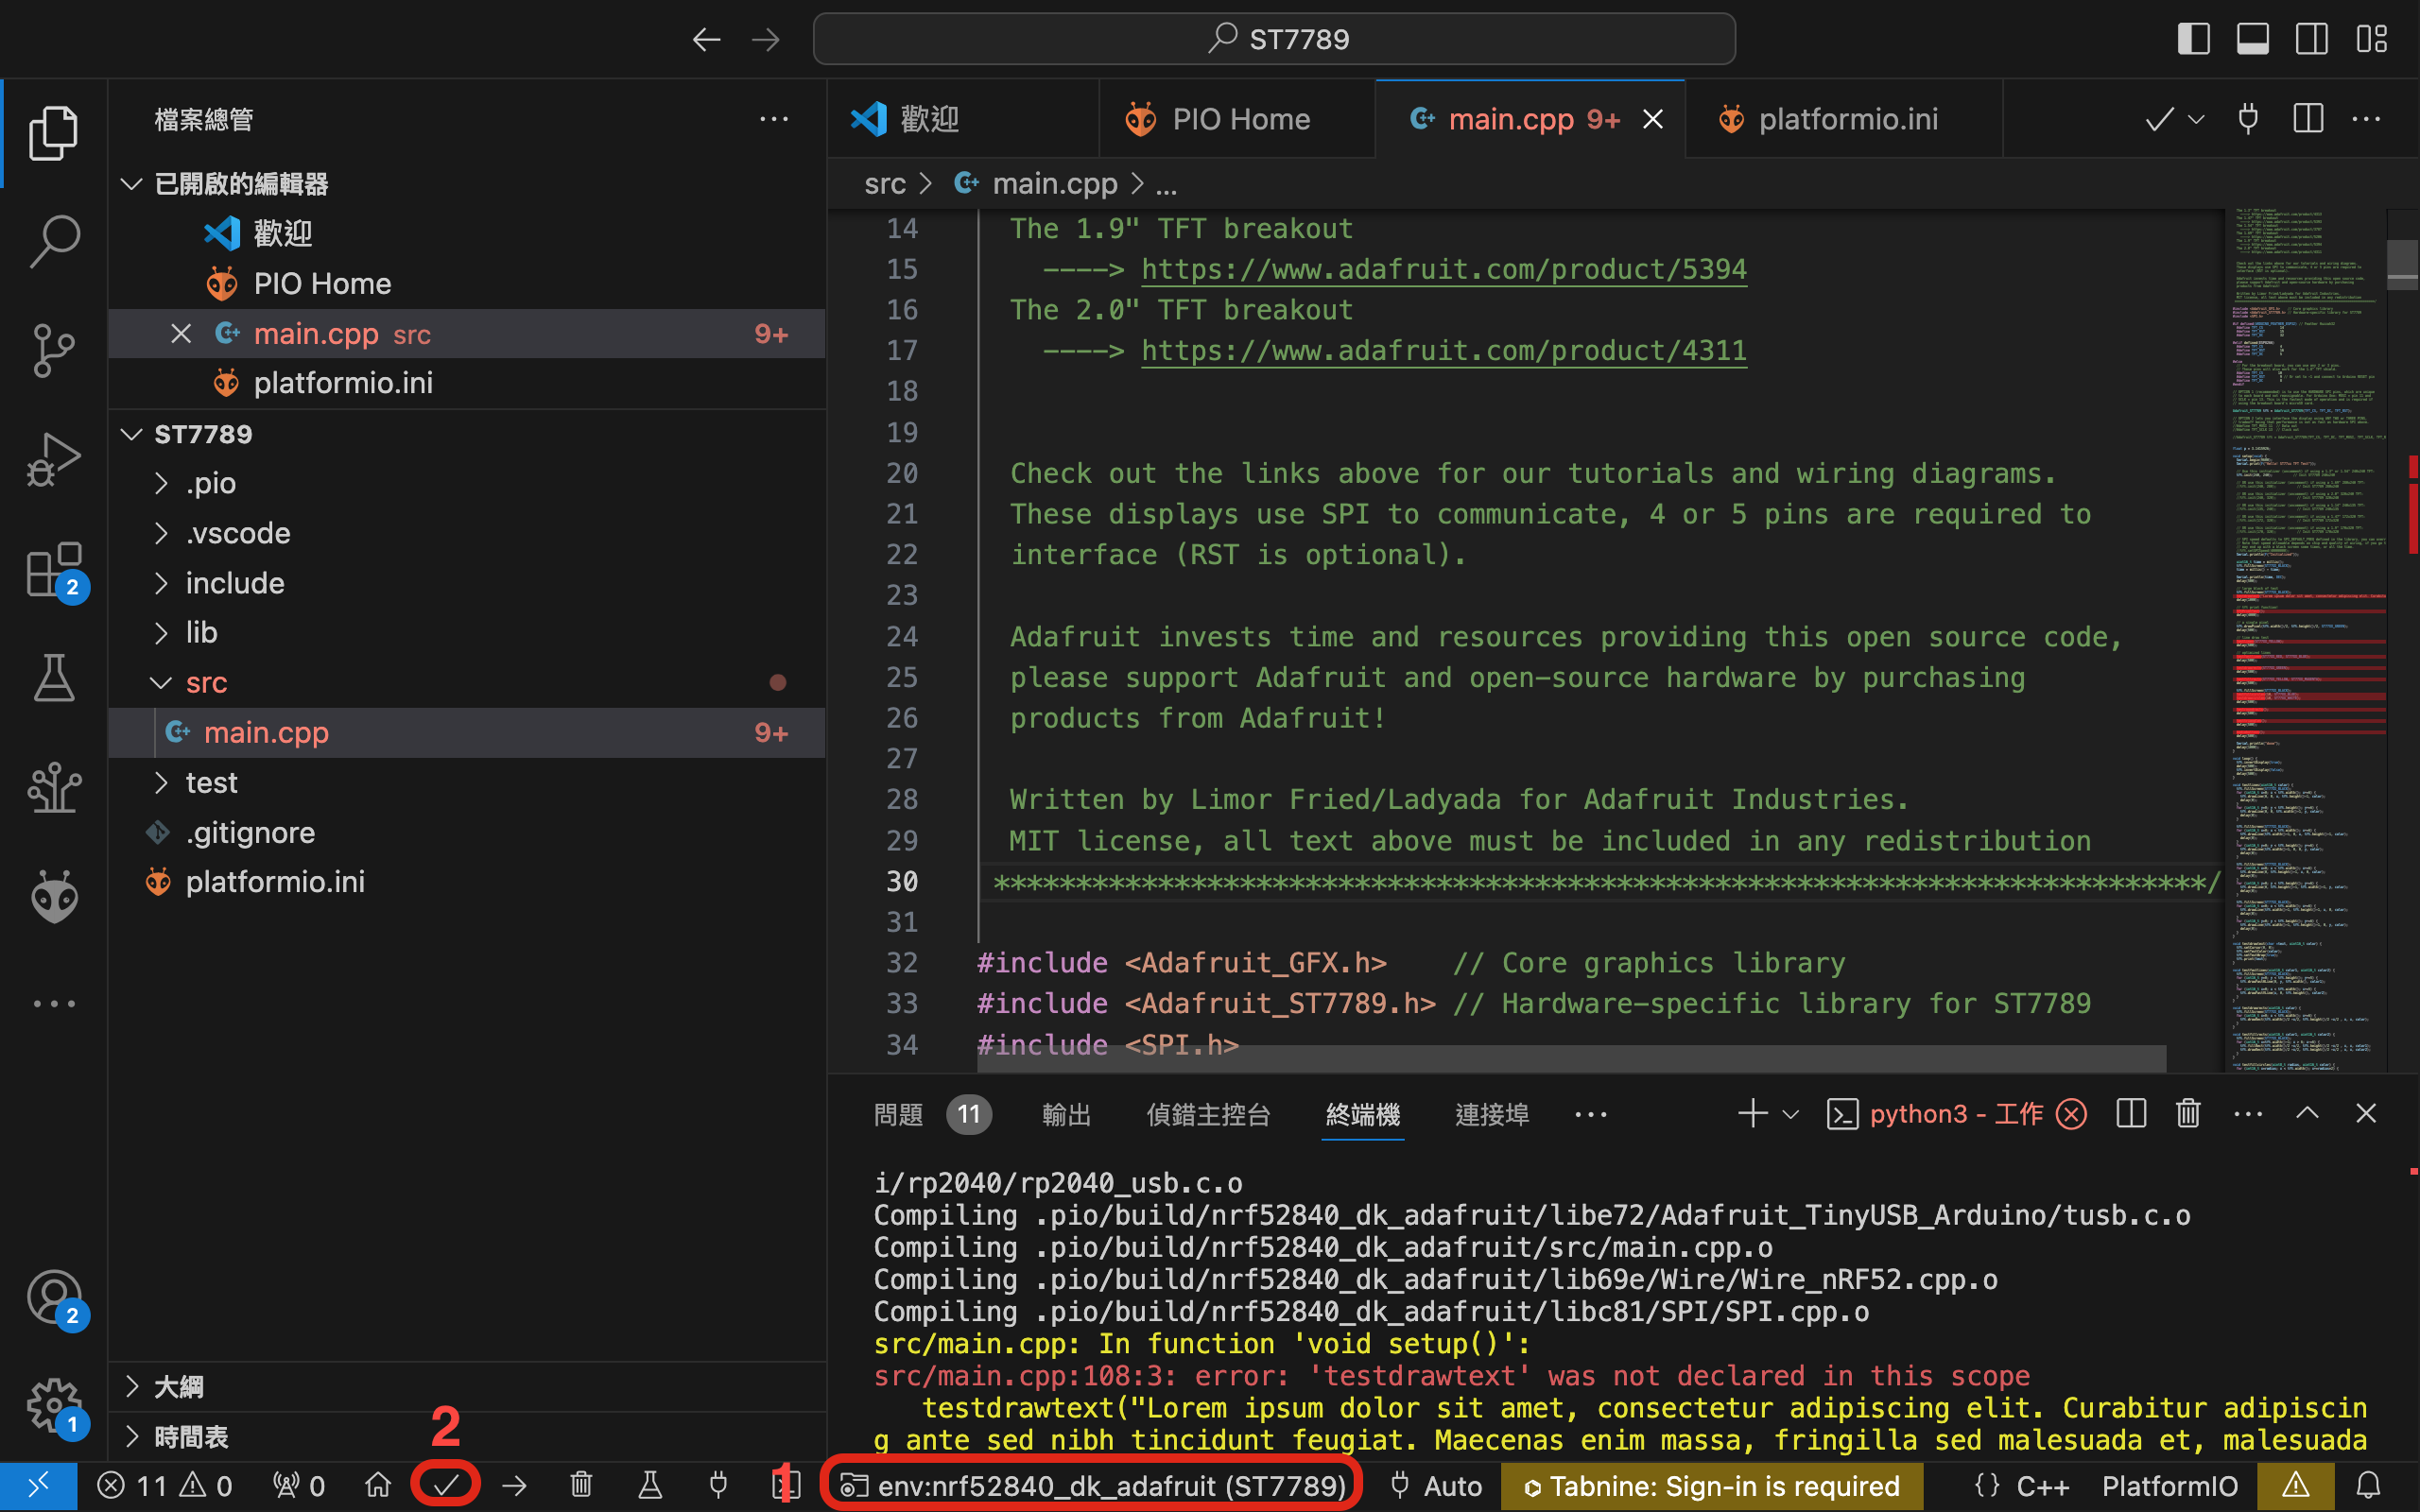 ST7789
檔案總管
已開啟的編輯器
歡迎
PIO Home
main.cpp src 9+
platformio.ini
ST7789
.pio
.vscode
include
lib
src
main.cpp 9+
test
.gitignore
platformio.ini
大綱
時間表
2
2
1
歡迎
PIO Home
main.cpp 9+
platformio.ini
src > main.cpp > ...
14 The 1.9" TFT breakout
15 ----> https://www.adafruit.com/product/5394
16 The 2.0" TFT breakout
17 ----> https://www.adafruit.com/product/4311
18
19
20 Check out the links above for our tutorials and wiring diagrams.
21 These displays use SPI to communicate, 4 or 5 pins are required to
22 interface (RST is optional).
23
24 Adafruit invests time and resources providing this open source code,
25 please support Adafruit and open-source hardware by purchasing
26 products from Adafruit!
27
28 Written by Limor Fried/Ladyada for Adafruit Industries.
29 MIT license, all text above must be included in any redistribution
30 **************************************************************************/
31
32 #include <Adafruit_GFX.h>    // Core graphics library
33 #include <Adafruit_ST7789.h> // Hardware-specific library for ST7789
34 #include <SPI.h>
問題 11 輸出 偵錯主控台 終端機 連接埠
python3 - 工作
i/rp2040/rp2040_usb.c.o
Compiling .pio/build/nrf52840_dk_adafruit/libe72/Adafruit_TinyUSB_Arduino/tusb.c.o
Compiling .pio/build/nrf52840_dk_adafruit/src/main.cpp.o
Compiling .pio/build/nrf52840_dk_adafruit/lib69e/Wire/Wire_nRF52.cpp.o
Compiling .pio/build/nrf52840_dk_adafruit/libc81/SPI/SPI.cpp.o
src/main.cpp: In function 'void setup()':
src/main.cpp:108:3: error: 'testdrawtext' was not declared in this scope
testdrawtext("Lorem ipsum dolor sit amet, consectetur adipiscing elit. Curabitur adipiscin
g ante sed nibh tincidunt feugiat. Maecenas enim massa, fringilla sed malesuada et, malesuada
2
1
11 0 0 env:nrf52840_dk_adafruit (ST7789) Auto Tabnine: Sign-in is required {} C++ PlatformIO